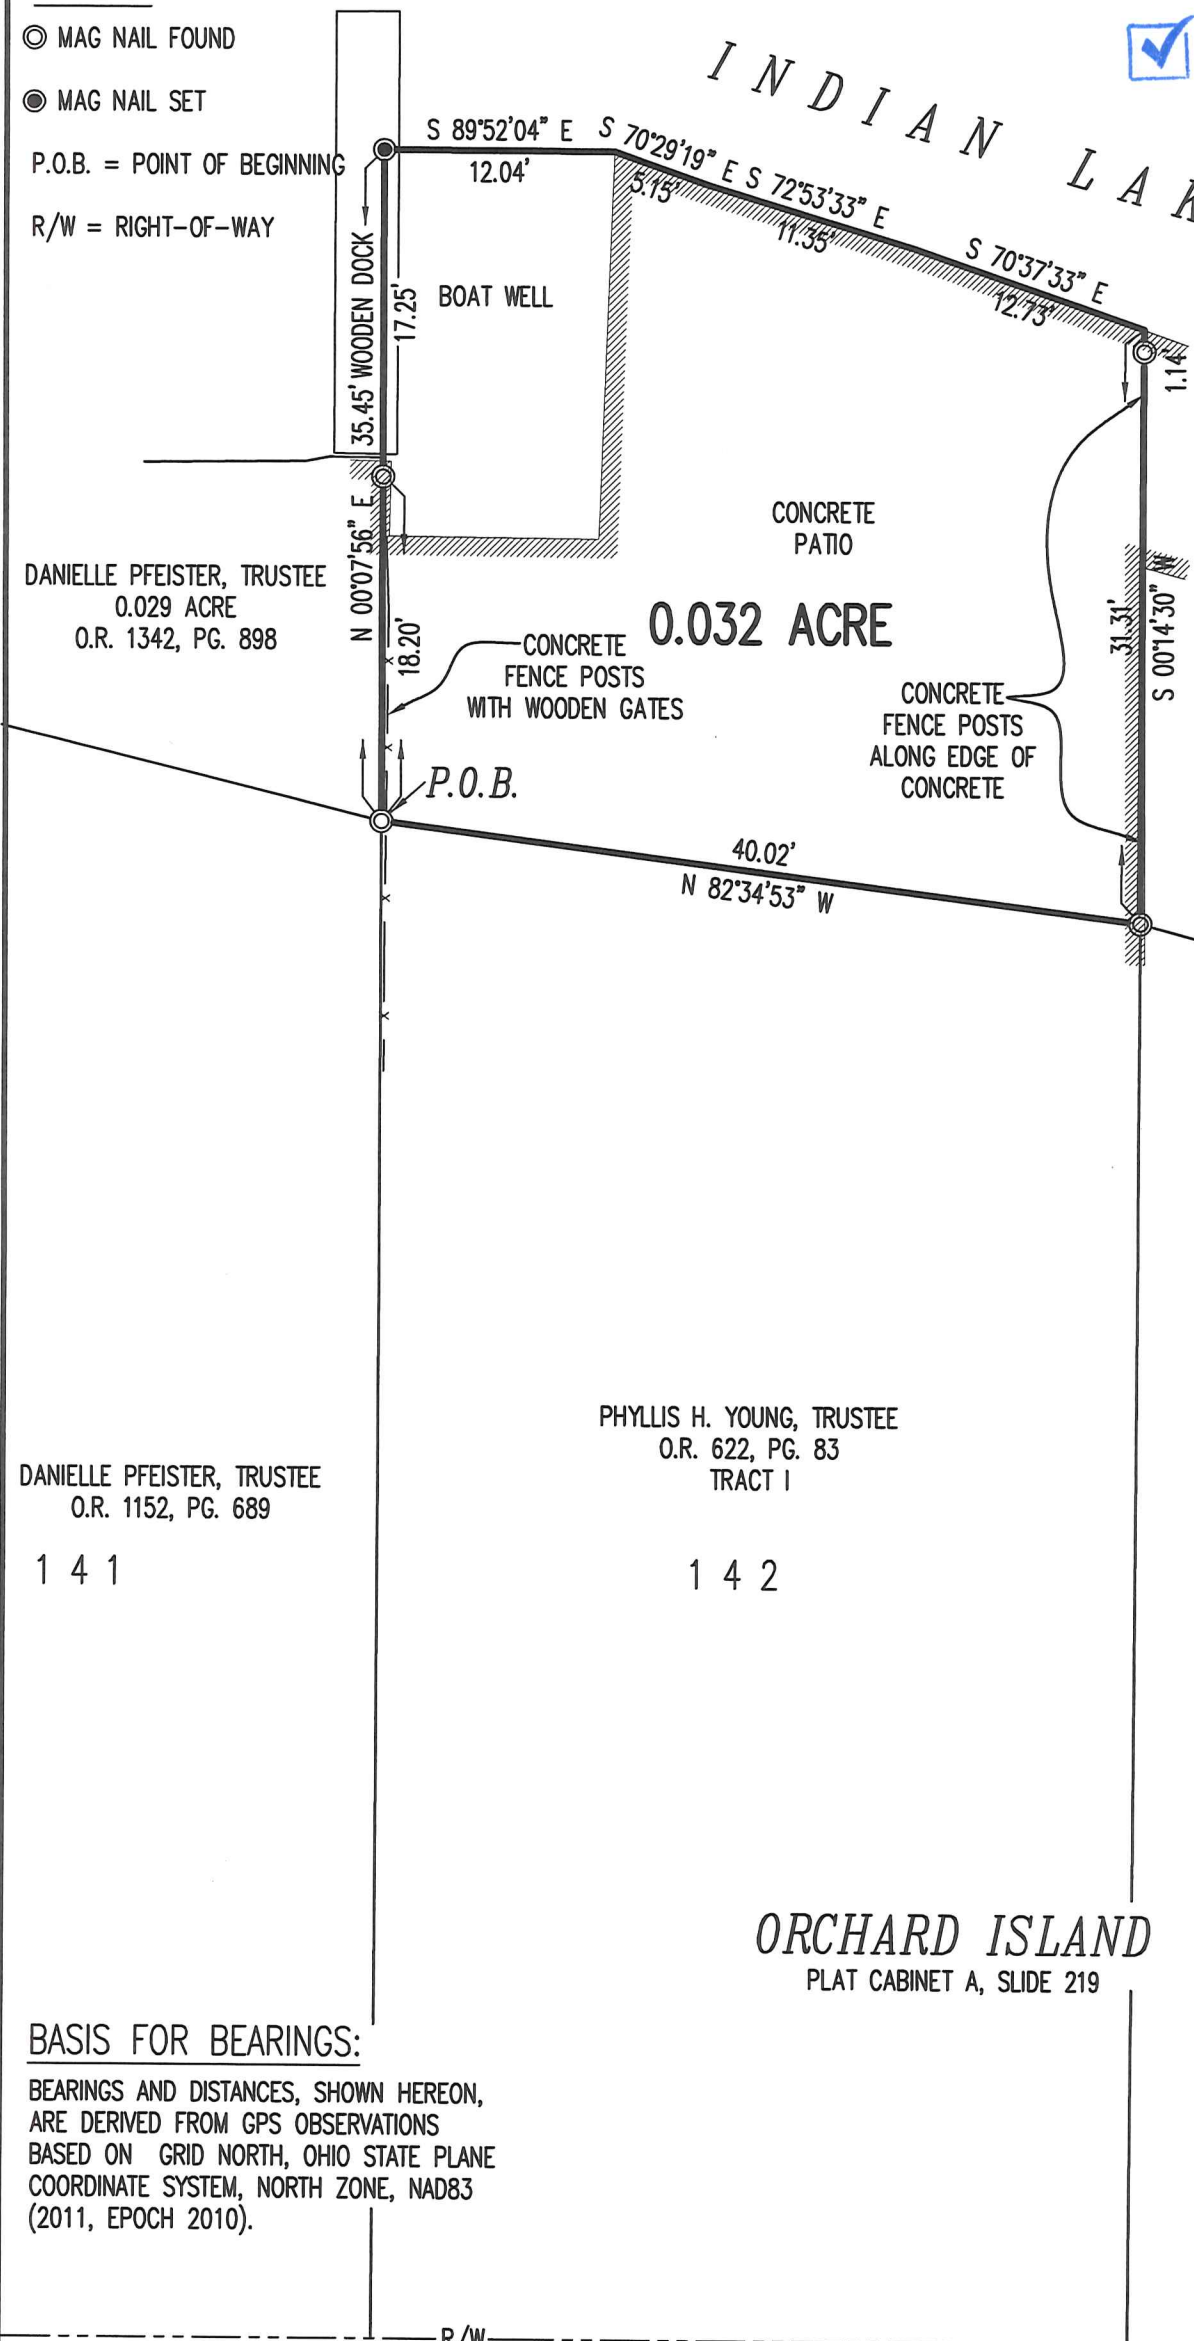 MAG NAIL FOUND
MAG NAIL SET
P.O.B. = POINT OF BEGINNING
R/W = RIGHT-OF-WAY
INDIAN LAK
S 89°52'04" E
12.04'
S 70°29'19" E
5.15'
S 72°53'33" E
11.35'
S 70°37'33" E
12.73'
1.14'
35.45' WOODEN DOCK
17.25'
BOAT WELL
N 00°07'56" E
18.20'
CONCRETE
PATIO
0.032 ACRE
DANIELLE PFEISTER, TRUSTEE
0.029 ACRE
O.R. 1342, PG. 898
CONCRETE
FENCE POSTS
WITH WOODEN GATES
CONCRETE
FENCE POSTS
ALONG EDGE OF
CONCRETE
31.31'
S 00°14'30" W
P.O.B.
40.02'
N 82°34'53" W
PHYLLIS H. YOUNG, TRUSTEE
O.R. 622, PG. 83
TRACT I
DANIELLE PFEISTER, TRUSTEE
O.R. 1152, PG. 689
141
142
ORCHARD ISLAND
PLAT CABINET A, SLIDE 219
BASIS FOR BEARINGS:
BEARINGS AND DISTANCES, SHOWN HEREON,
ARE DERIVED FROM GPS OBSERVATIONS
BASED ON GRID NORTH, OHIO STATE PLANE
COORDINATE SYSTEM, NORTH ZONE, NAD83
(2011, EPOCH 2010).
R/W